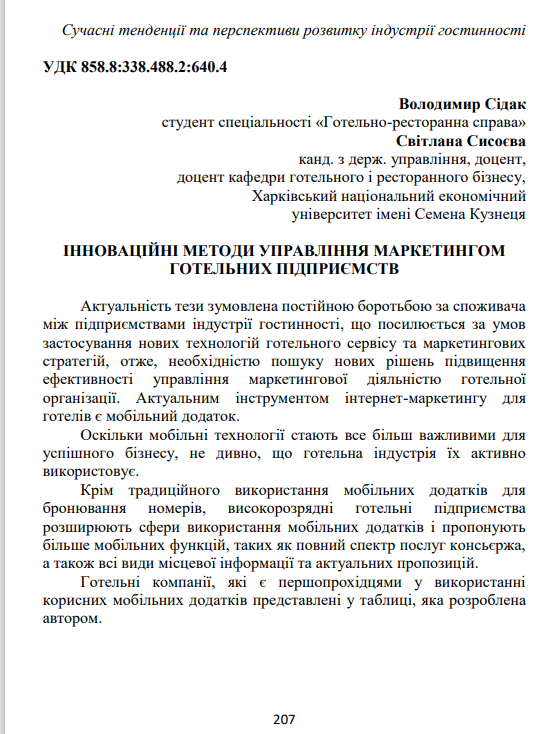 Сучасні тенденції та перспективи розвитку індустрії гостинності
УДК 858.8:338.488.2:640.4
Володимир Сідак
студент спеціальності «Готельно-ресторанна справа»
Світлана Сисоєва
канд. з держ. управління, доцент,
доцент кафедри готельного і ресторанного бізнесу,
Харківський національний економічний
університет імені Семена Кузнеця
ІННОВАЦІЙНІ МЕТОДИ УПРАВЛІННЯ МАРКЕТИНГОМ
ГОТЕЛЬНИХ ПІДПРИЄМСТВ
Актуальність тези зумовлена постійною боротьбою за споживача
між підприємствами індустрії гостинності, що посилюється за умов
застосування нових технологій готельного сервісу та маркетингових
стратегій, отже, необхідністю пошуку нових рішень підвищення
ефективності управління маркетингової діяльністю готельної
організації. Актуальним інструментом інтернет-маркетингу для
готелів є мобільний додаток.
Оскільки мобільні технології стають все більш важливими для
успішного бізнесу, не дивно, що готельна індустрія їх активно
використовує.
Крім традиційного використання мобільних додатків для
бронювання номерів, високорозрядні готельні підприємства
розширюють сфери використання мобільних додатків і пропонують
більше мобільних функцій, таких як повний спектр послуг консьєржа,
а також всі види місцевої інформації та актуальних пропозицій.
Готельні компанії, які є першопрохідцями у використанні
корисних мобільних додатків представлені у таблиці, яка розроблена
автором.
207